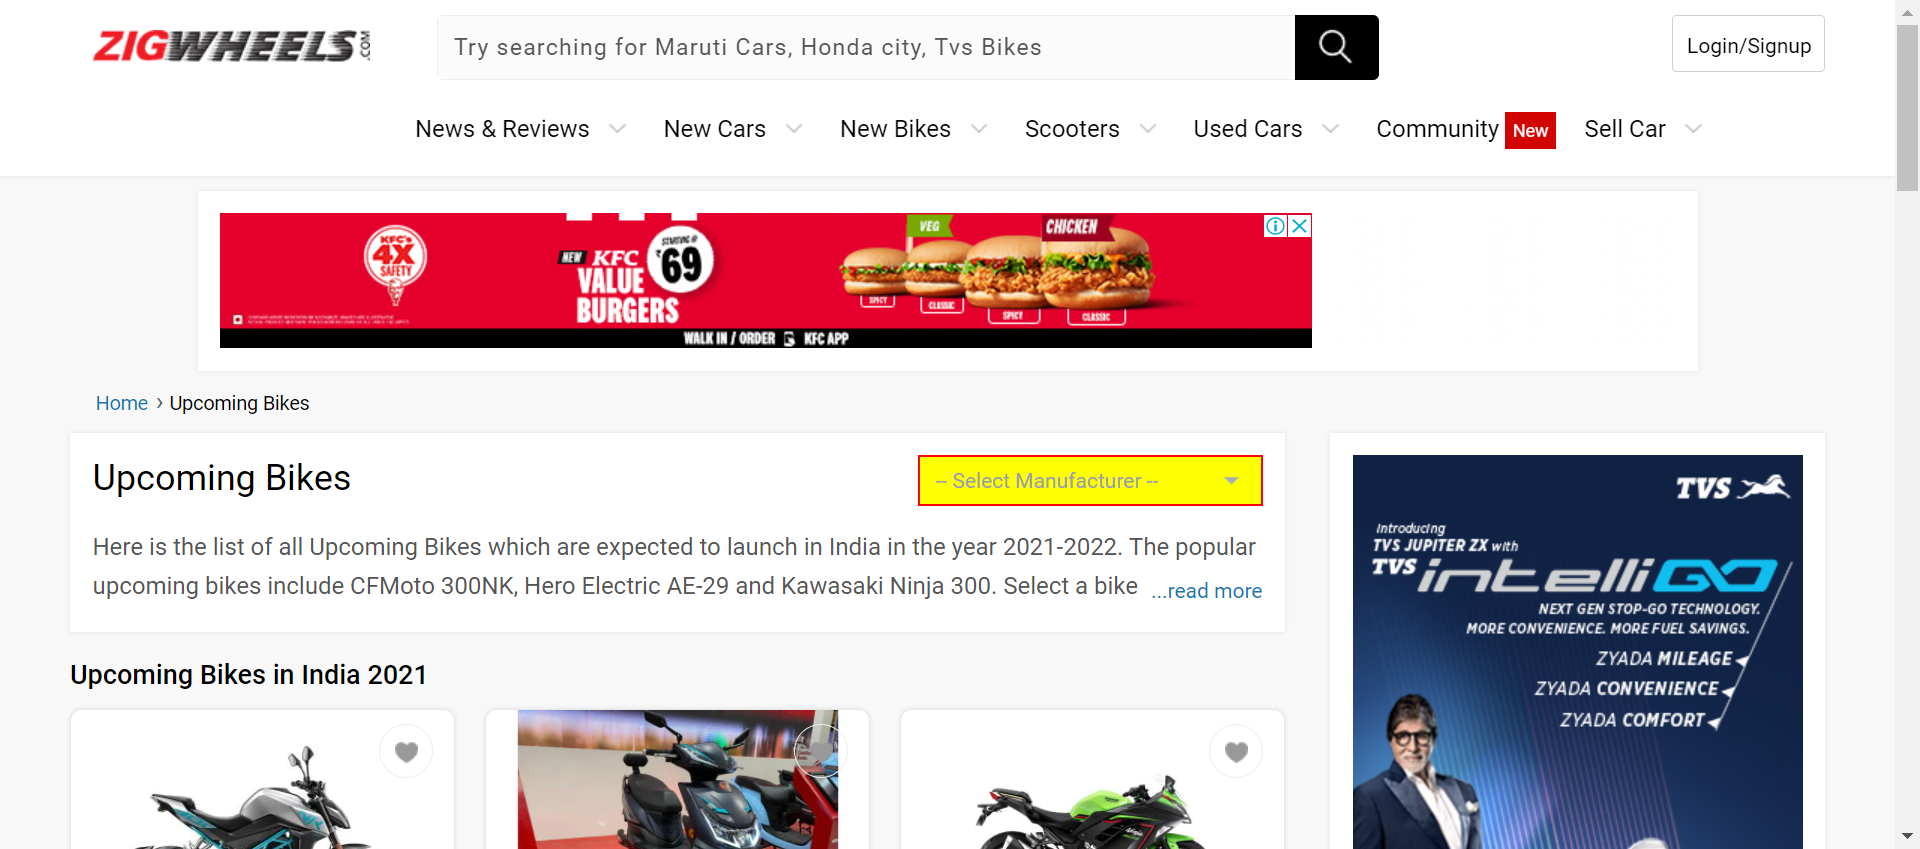 ZIGWHEELS.COM
Try searching for Maruti Cars, Honda city, Tvs Bikes
Login/Signup
News & Reviews
New Cars
New Bikes
Scooters
Used Cars
Community New
Sell Car
KFC's
4X
SAFETY
NEW KFC
VALUE
BURGERS
STARTING @
₹69
VEG
CHICKEN
SPICY
CLASSIC
SPICY
CLASSIC
WALK IN / ORDER KFC APP
Home › Upcoming Bikes
Upcoming Bikes
-- Select Manufacturer --
Here is the list of all Upcoming Bikes which are expected to launch in India in the year 2021-2022. The popular
upcoming bikes include CFMoto 300NK, Hero Electric AE-29 and Kawasaki Ninja 300. Select a bike ...read more
Upcoming Bikes in India 2021
TVS
Introducing
TVS JUPITER ZX with
TVS intelliGO
NEXT GEN STOP-GO TECHNOLOGY.
MORE CONVENIENCE. MORE FUEL SAVINGS.
ZYADA MILEAGE
ZYADA CONVENIENCE
ZYADA COMFORT